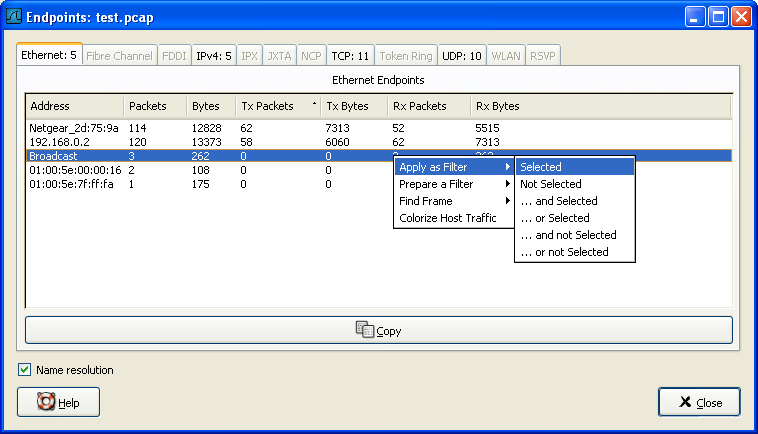 Endpoints: test.pcap
Ethernet: 5 Fibre Channel FDDI IPv4: 5 IPX JXTA NCP TCP: 11 Token Ring UDP: 10 WLAN RSVP
Ethernet Endpoints
Address Packets Bytes Tx Packets Tx Bytes Rx Packets Rx Bytes
Netgear_2d:75:9a 114 12828 62 7313 52 5515
192.168.0.2 120 13373 58 6060 62 7313
Broadcast 3 262 0 0
01:00:5e:00:00:16 2 108 0 0
01:00:5e:7f:ff:fa 1 175 0 0
Apply as Filter
Prepare a Filter
Find Frame
Colorize Host Traffic
Selected
Not Selected
... and Selected
... or Selected
... and not Selected
... or not Selected
Copy
Name resolution
Help Close